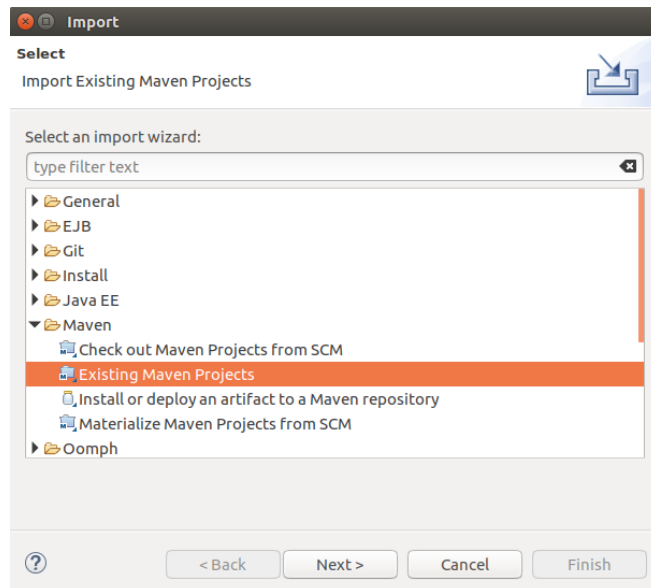 Import
Select
Import Existing Maven Projects
Select an import wizard:
type filter text
General
EJB
Git
Install
Java EE
Maven
Check out Maven Projects from SCM
Existing Maven Projects
Install or deploy an artifact to a Maven repository
Materialize Maven Projects from SCM
Oomph
< Back Next > Cancel Finish